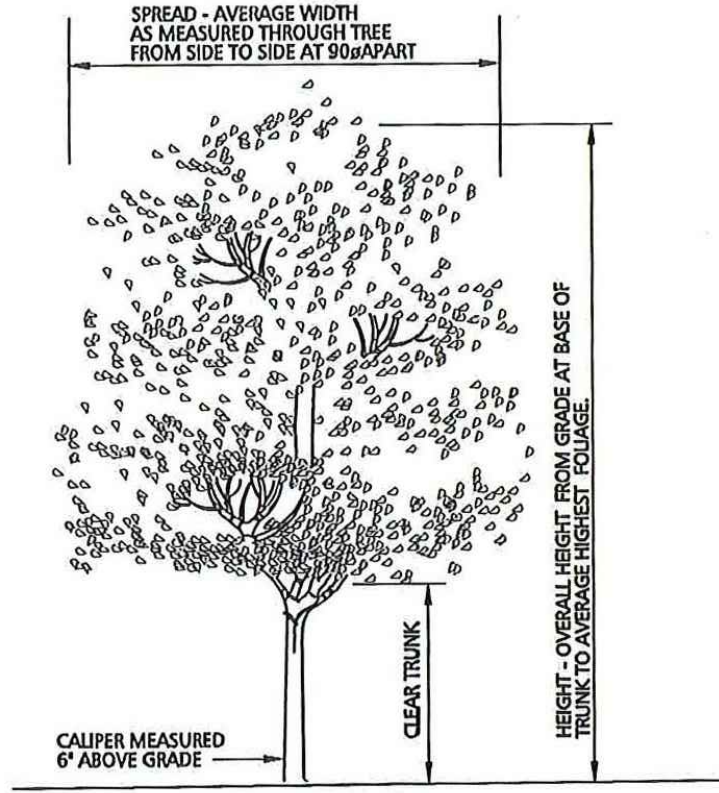 SPREAD - AVERAGE WIDTH
AS MEASURED THROUGH TREE
FROM SIDE TO SIDE AT 90øAPART
HEIGHT - OVERALL HEIGHT FROM GRADE AT BASE OF
TRUNK TO AVERAGE HIGHEST FOLIAGE.
CLEAR TRUNK
CALIPER MEASURED
6" ABOVE GRADE